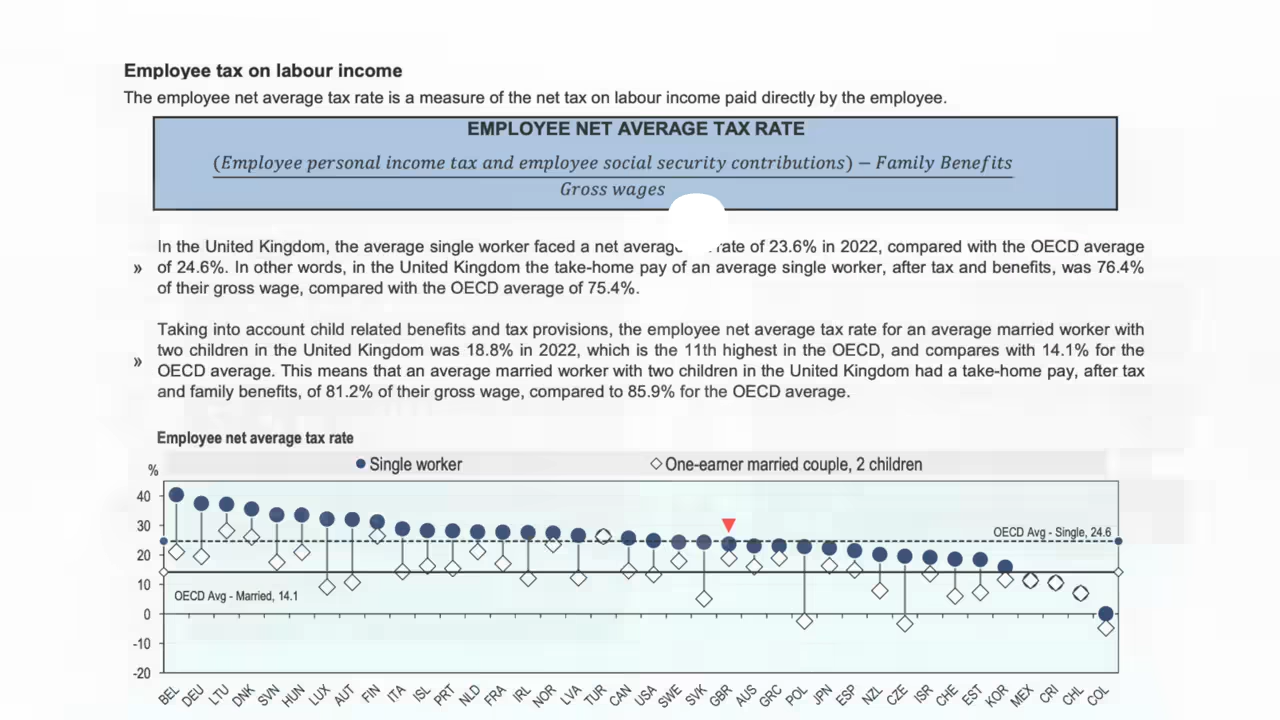 Employee tax on labour income
The employee net average tax rate is a measure of the net tax on labour income paid directly by the employee.
EMPLOYEE NET AVERAGE TAX RATE
(Employee personal income tax and employee social security contributions) − Family Benefits
Gross wages
In the United Kingdom, the average single worker faced a net average rate of 23.6% in 2022, compared with the OECD average
» of 24.6%. In other words, in the United Kingdom the take-home pay of an average single worker, after tax and benefits, was 76.4%
of their gross wage, compared with the OECD average of 75.4%.
Taking into account child related benefits and tax provisions, the employee net average tax rate for an average married worker with
two children in the United Kingdom was 18.8% in 2022, which is the 11th highest in the OECD, and compares with 14.1% for the
» OECD average. This means that an average married worker with two children in the United Kingdom had a take-home pay, after tax
and family benefits, of 81.2% of their gross wage, compared to 85.9% for the OECD average.
Employee net average tax rate
% Single worker One-earner married couple, 2 children
40
30
OECD Avg - Single, 24.6
20
10
OECD Avg - Married, 14.1
0
-10
-20
BEL DEU LTU DNK SVN HUN LUX AUT FIN ITA ISL PRT NLD FRA IRL NOR LVA TUR CAN USA SWE SVK GBR AUS GRC POL JPN ESP NZL CZE ISR CHE EST KOR MEX CRI CHL COL